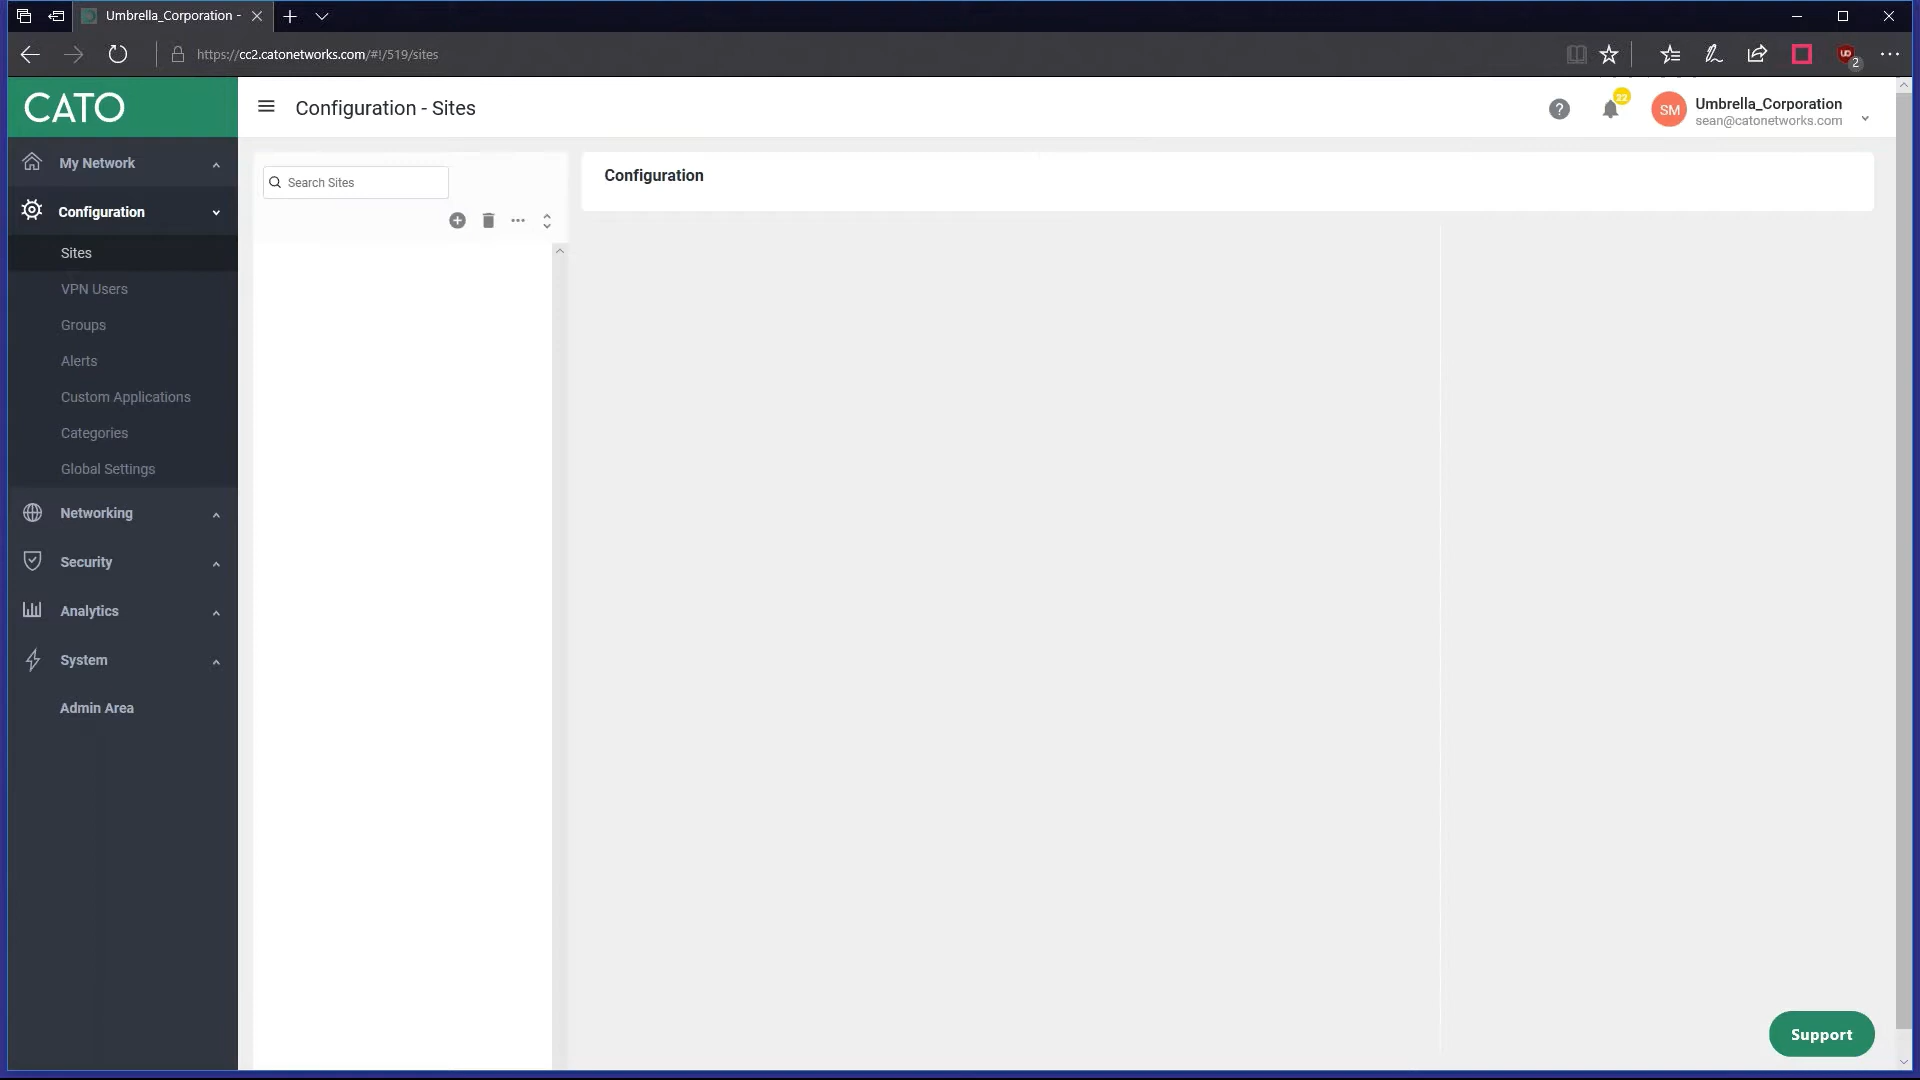 Umbrella_Corporation -
https://cc2.catonetworks.com/#!/519/sites
2
CATO
Configuration - Sites
?
22
SM
Umbrella_Corporation
sean@catonetworks.com
My Network
Configuration
Sites
VPN Users
Groups
Alerts
Custom Applications
Categories
Global Settings
Networking
Security
Analytics
System
Admin Area
Search Sites
Configuration
Support